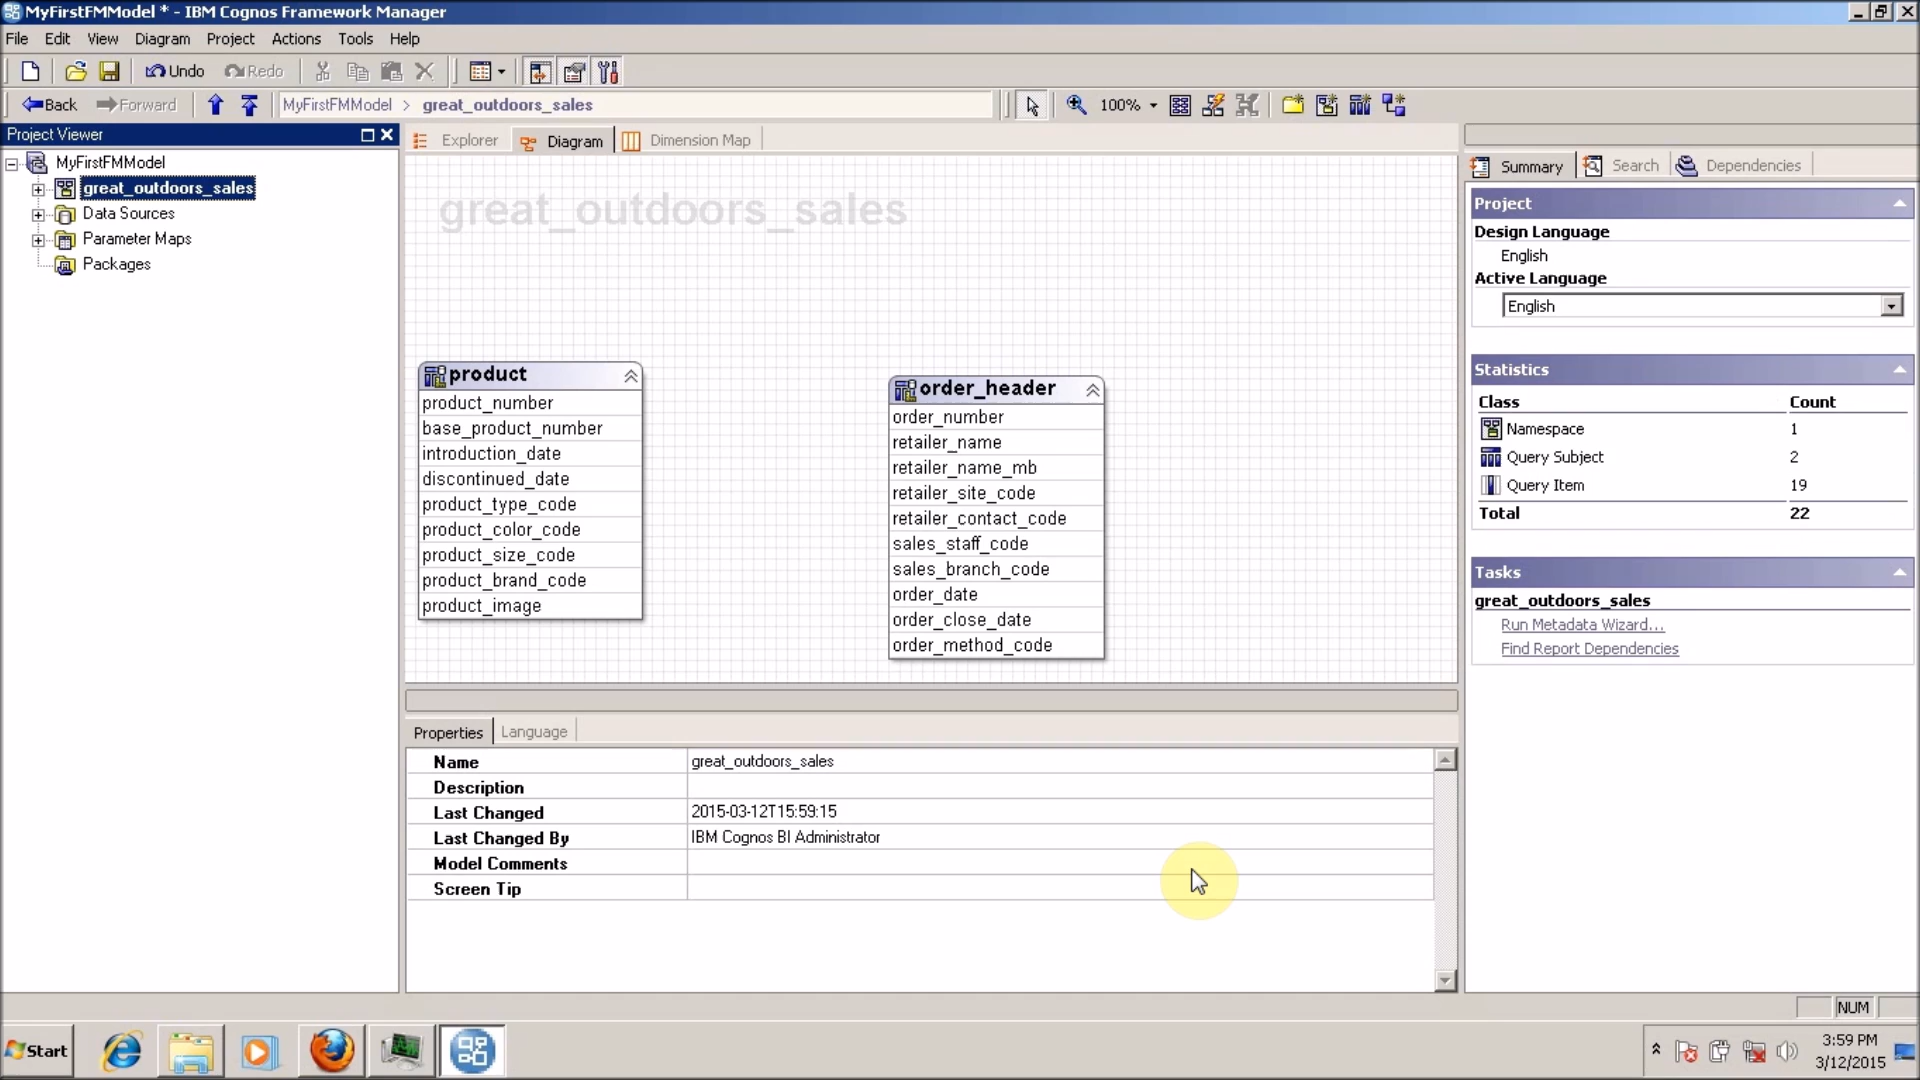 MyFirstFMModel * - IBM Cognos Framework Manager
File Edit View Diagram Project Actions Tools Help
Undo Redo
Back Forward MyFirstFMModel > great_outdoors_sales 100%
Project Viewer
MyFirstFMModel
great_outdoors_sales
Data Sources
Parameter Maps
Packages
Explorer Diagram Dimension Map
great_outdoors_sales
product
product_number
base_product_number
introduction_date
discontinued_date
product_type_code
product_color_code
product_size_code
product_brand_code
product_image
order_header
order_number
retailer_name
retailer_name_mb
retailer_site_code
retailer_contact_code
sales_staff_code
sales_branch_code
order_date
order_close_date
order_method_code
Properties Language
Name great_outdoors_sales
Description
Last Changed 2015-03-12T15:59:15
Last Changed By IBM Cognos BI Administrator
Model Comments
Screen Tip
Summary Search Dependencies
Project
Design Language
English
Active Language
English
Statistics
Class Count
Namespace 1
Query Subject 2
Query Item 19
Total 22
Tasks
great_outdoors_sales
Run Metadata Wizard...
Find Report Dependencies
NUM
Start
3:59 PM
3/12/2015